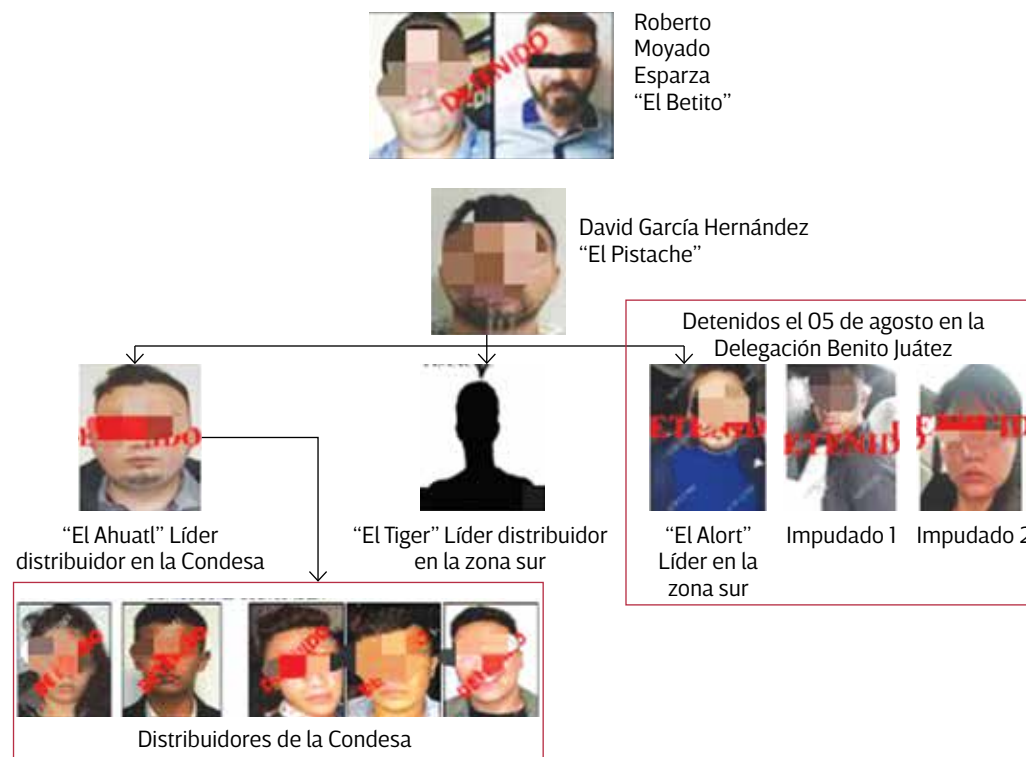 Roberto
Moyado
Esparza
“El Betito”
DETENIDO
David García Hernández
“El Pistache”
Detenidos el 05 de agosto en la
Delegación Benito Juátez
ETENIDO
“El Ahuatl” Líder
distribuidor en la Condesa
“El Tiger” Líder distribuidor
en la zona sur
“El Alort”
Líder en la
zona sur
Impudado 1
Impudado 2
Distribuidores de la Condesa